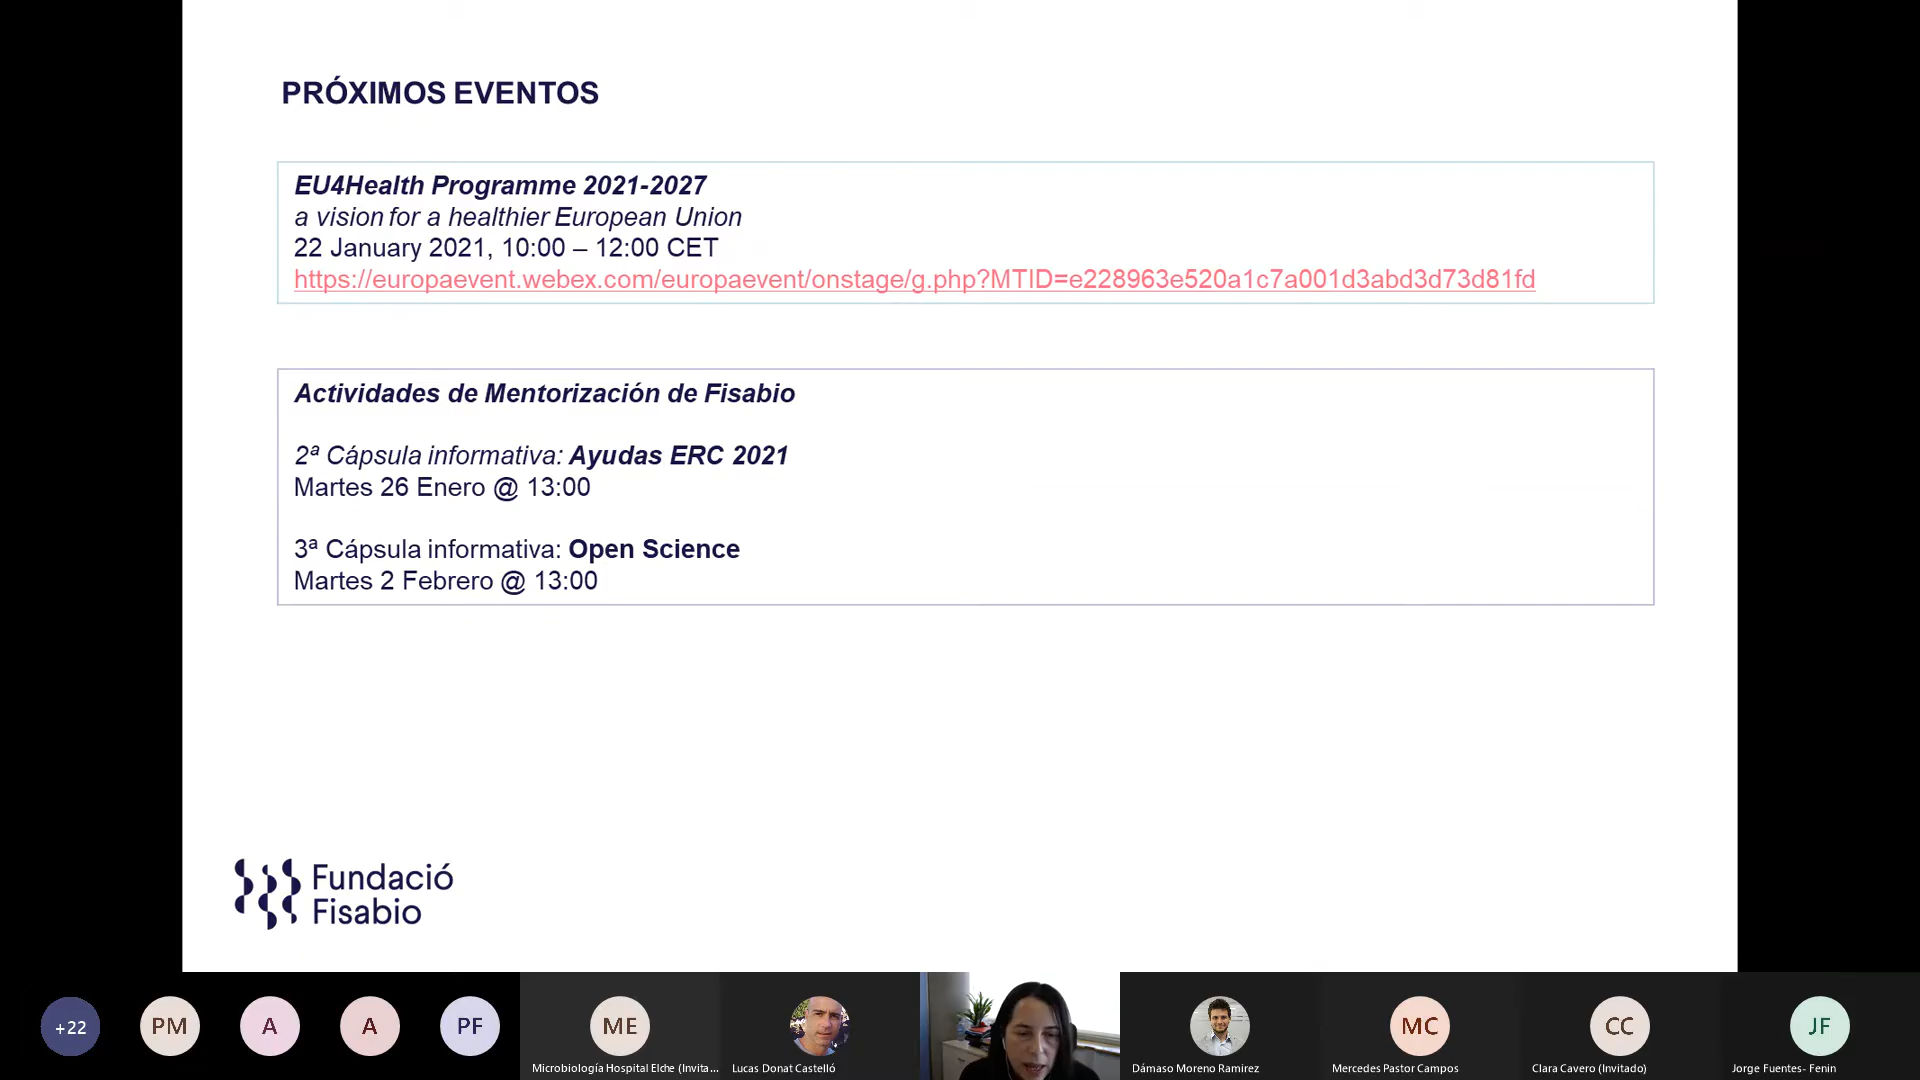 PRÓXIMOS EVENTOS
EU4Health Programme 2021-2027
a vision for a healthier European Union
22 January 2021, 10:00 – 12:00 CET
https://europaevent.webex.com/europaevent/onstage/g.php?MTID=e228963e520a1c7a001d3abd3d73d81fd
Actividades de Mentorización de Fisabio
2ª Cápsula informativa: Ayudas ERC 2021
Martes 26 Enero @ 13:00
3ª Cápsula informativa: Open Science
Martes 2 Febrero @ 13:00
Fundació
Fisabio
+22
PM
A
A
PF
ME
MC
CC
JF
Microbiología Hospital Elche (Invita...
Lucas Donat Castelló
Dámaso Moreno Ramirez
Mercedes Pastor Campos
Clara Cavero (Invitado)
Jorge Fuentes- Fenin